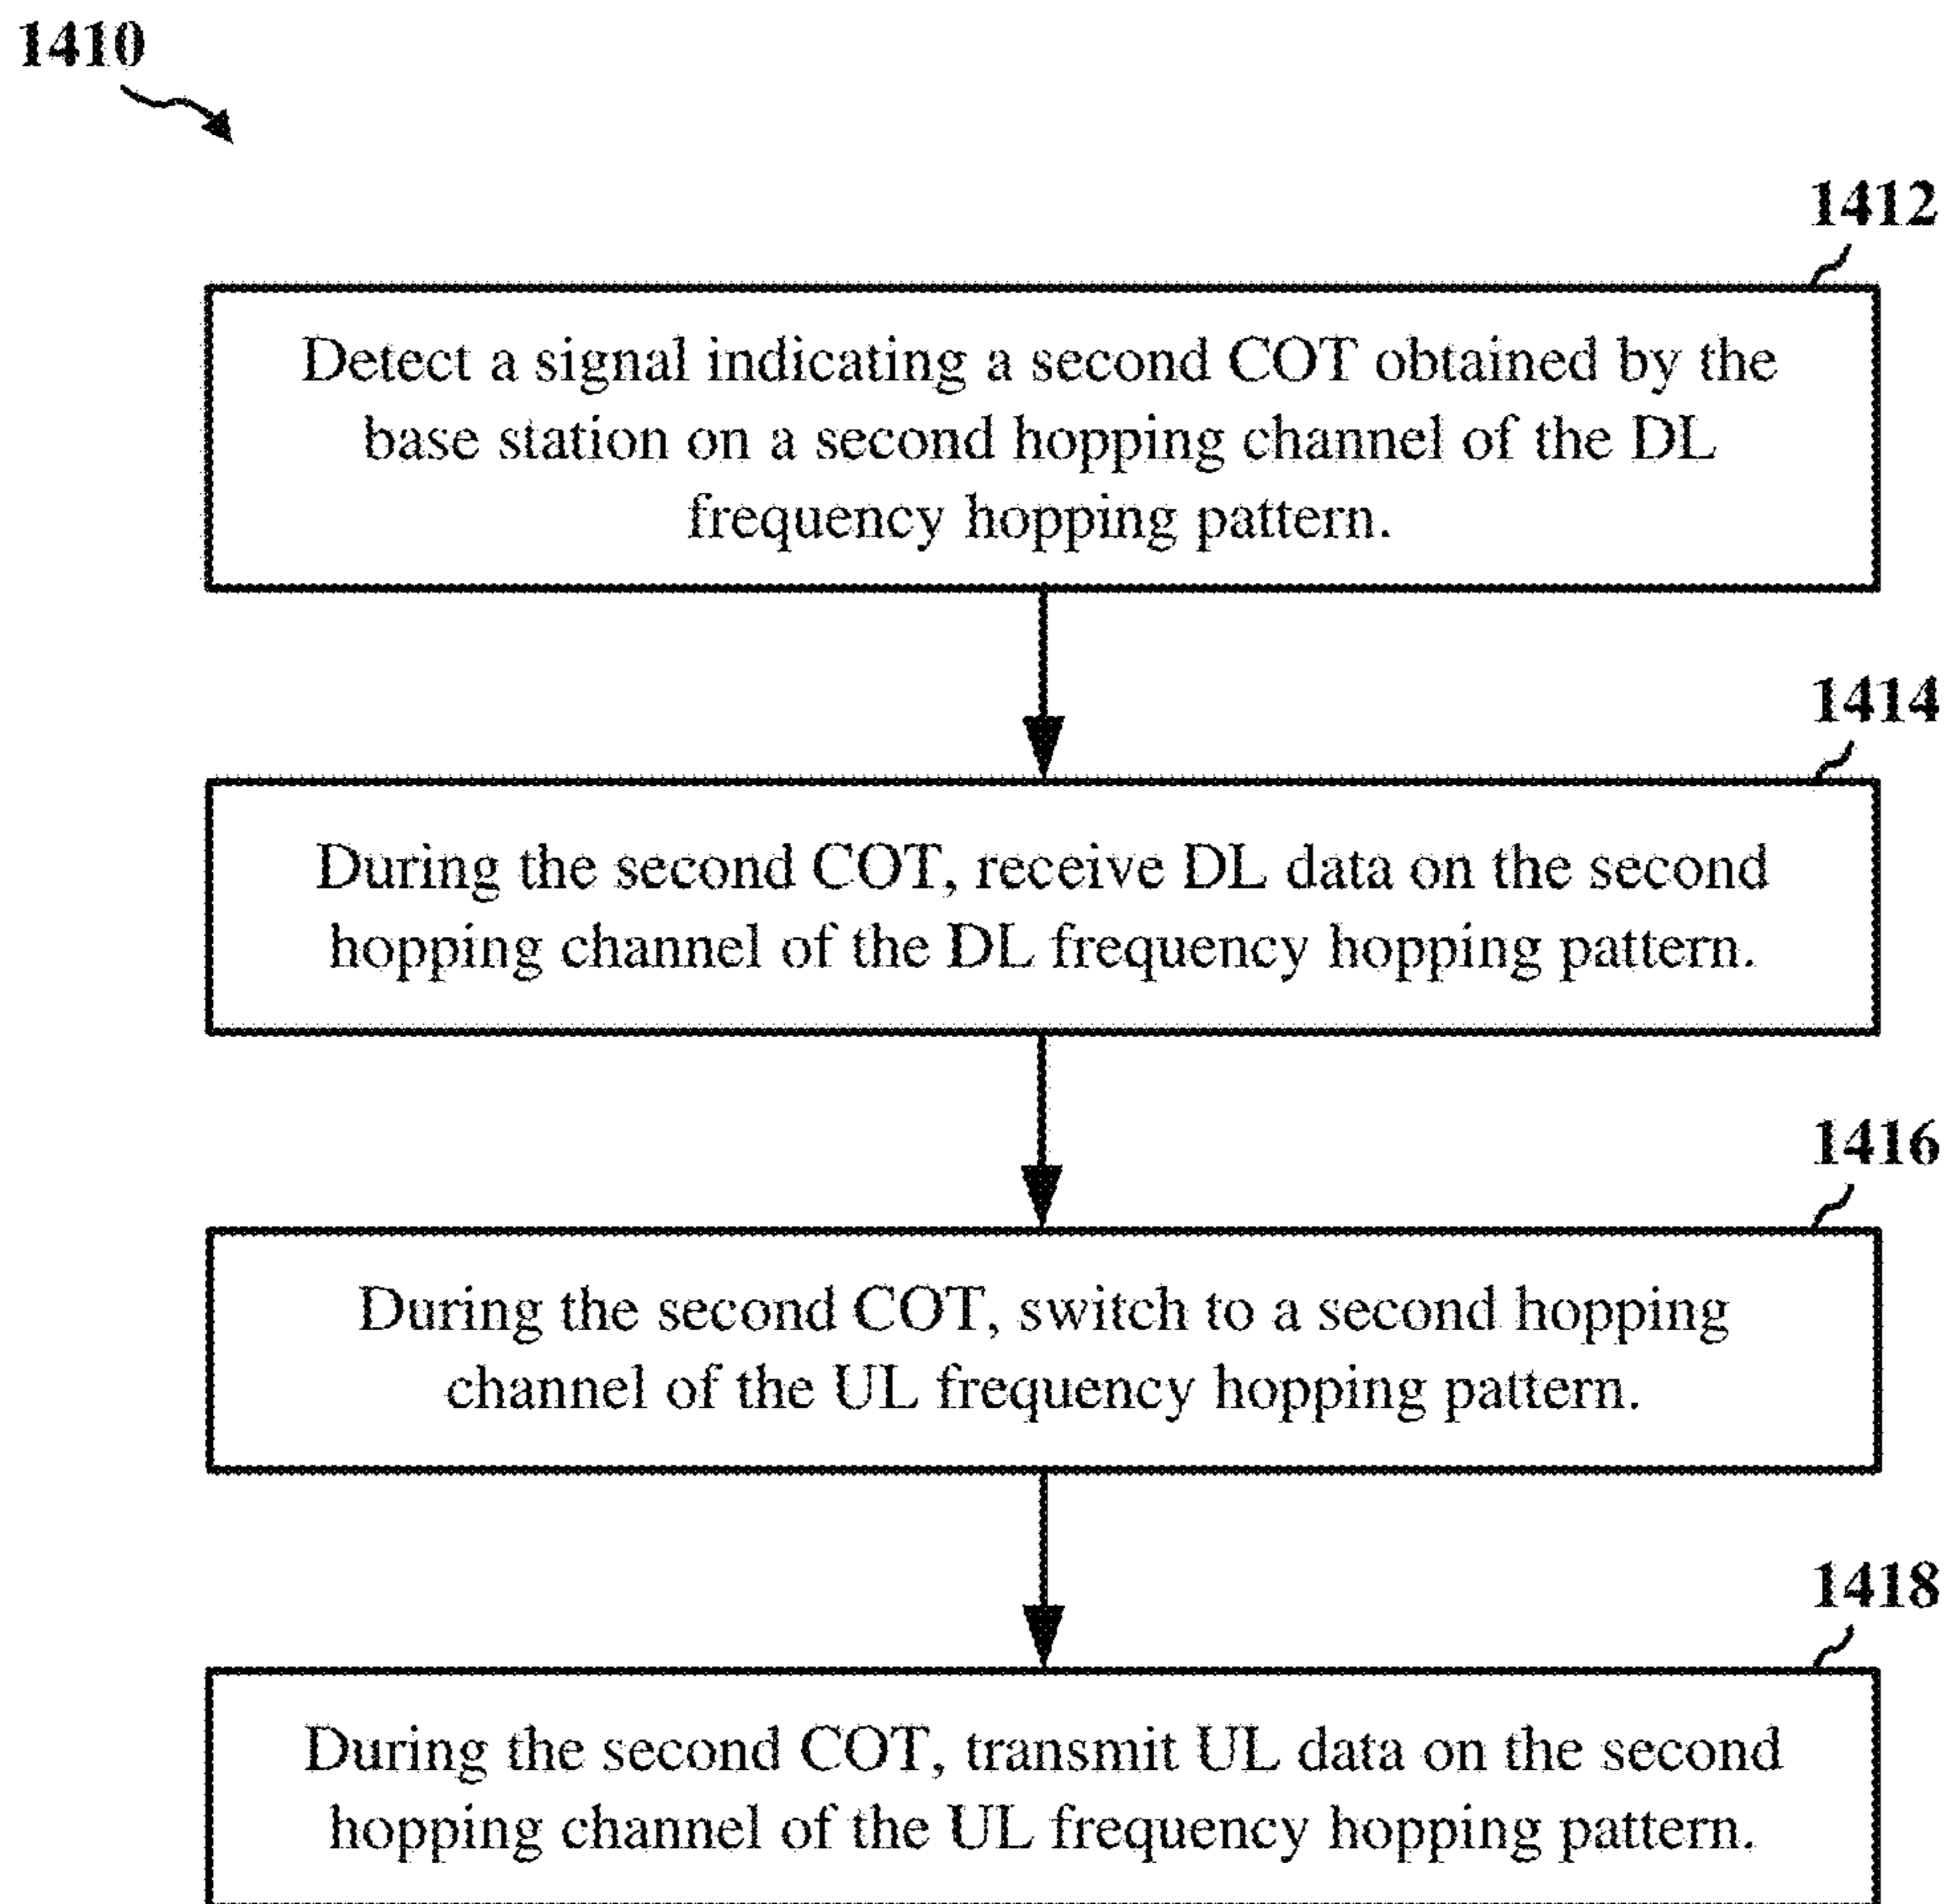 1410
1412
Detect a signal indicating a second COT obtained by the
base station on a second hopping channel of the DL
frequency hopping pattern.
1414
During the second COT, receive DL data on the second
hopping channel of the DL frequency hopping pattern.
1416
During the second COT, switch to a second hopping
channel of the UL frequency hopping pattern.
1418
During the second COT, transmit UL data on the second
hopping channel of the UL frequency hopping pattern.